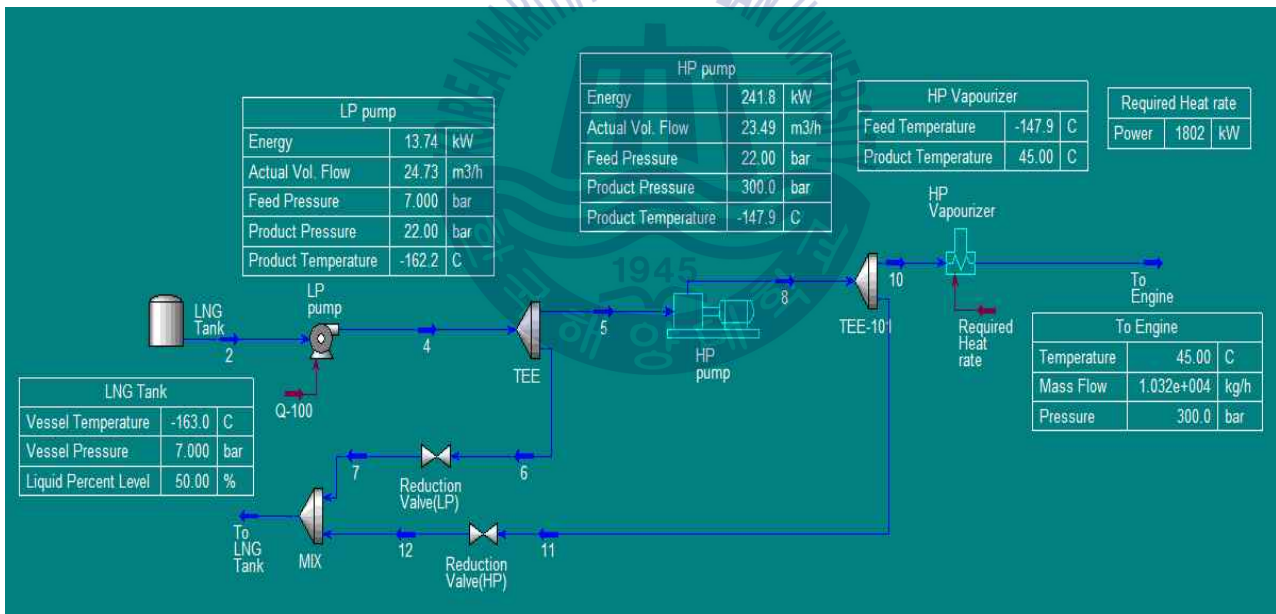 KOREA MARITIME & OCEAN UNIVERSITY
1945
LP pump
Energy 13.74 kW
Actual Vol. Flow 24.73 m3/h
Feed Pressure 7.000 bar
Product Pressure 22.00 bar
Product Temperature -162.2 C
HP pump
Energy 241.8 kW
Actual Vol. Flow 23.49 m3/h
Feed Pressure 22.00 bar
Product Pressure 300.0 bar
Product Temperature -147.9 C
HP Vapourizer
Feed Temperature -147.9 C
Product Temperature 45.00 C
Required Heat rate
Power 1802 kW
LNG
Tank
2
LP
pump
Q-100
4
TEE
5
HP
pump
8
TEE-101
10
HP
Vapourizer
Required
Heat
rate
To
Engine
To Engine
Temperature 45.00 C
Mass Flow 1.032e+004 kg/h
Pressure 300.0 bar
LNG Tank
Vessel Temperature -163.0 C
Vessel Pressure 7.000 bar
Liquid Percent Level 50.00 %
7
Reduction
Valve(LP)
6
To
LNG
Tank
MIX
12
Reduction
Valve(HP)
11